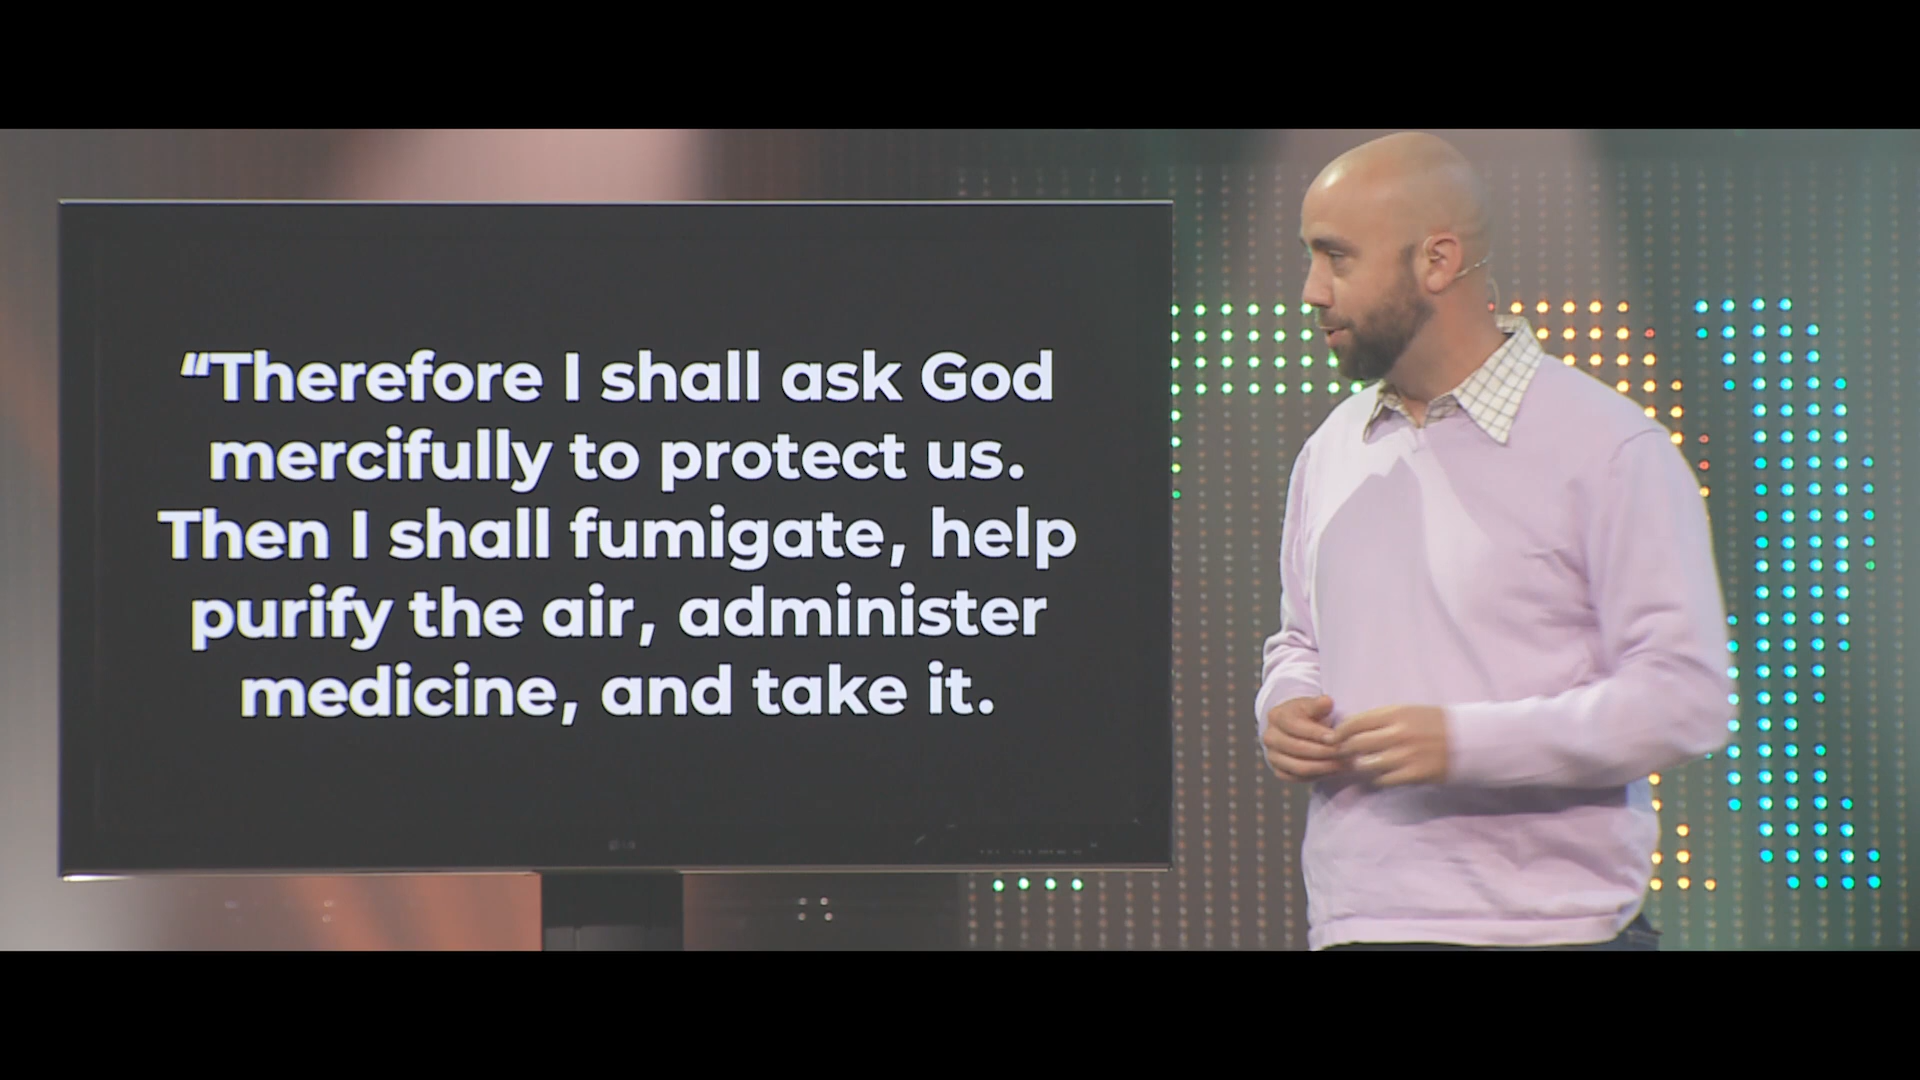 “Therefore I shall ask God
mercifully to protect us.
Then I shall fumigate, help
purify the air, administer
medicine, and take it.
LG